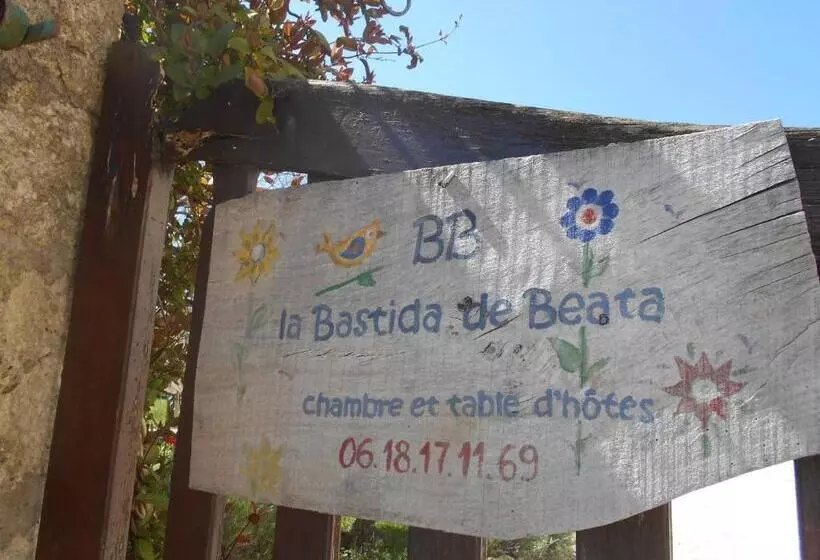 BB
la Bastida de Beata
chambre et table d'hôtes
06.18.17.11.69